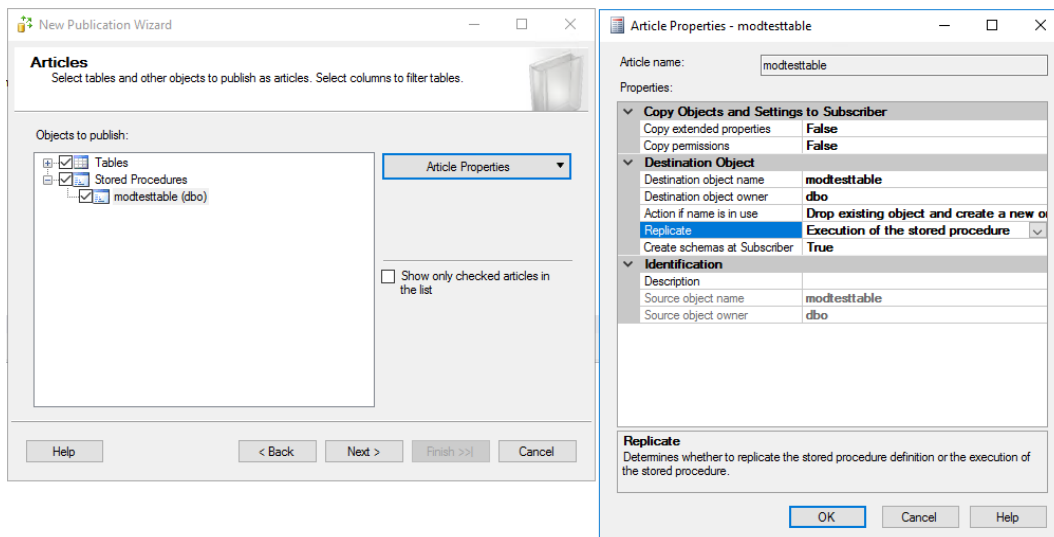 New Publication Wizard
Articles
Select tables and other objects to publish as articles. Select columns to filter tables.
Objects to publish:
Tables
Stored Procedures
modtesttable (dbo)
Article Properties
Show only checked articles in
the list
Help
< Back
Next >
Finish >>|
Cancel
Article Properties - modtesttable
Article name:
modtesttable
Properties:
Copy Objects and Settings to Subscriber
Copy extended properties False
Copy permissions False
Destination Object
Destination object name modtesttable
Destination object owner dbo
Action if name is in use Drop existing object and create a new
Replicate Execution of the stored procedure
Create schemas at Subscriber True
Identification
Description
Source object name modtesttable
Source object owner dbo
Replicate
Determines whether to replicate the stored procedure definition or the execution of
the stored procedure.
OK
Cancel
Help